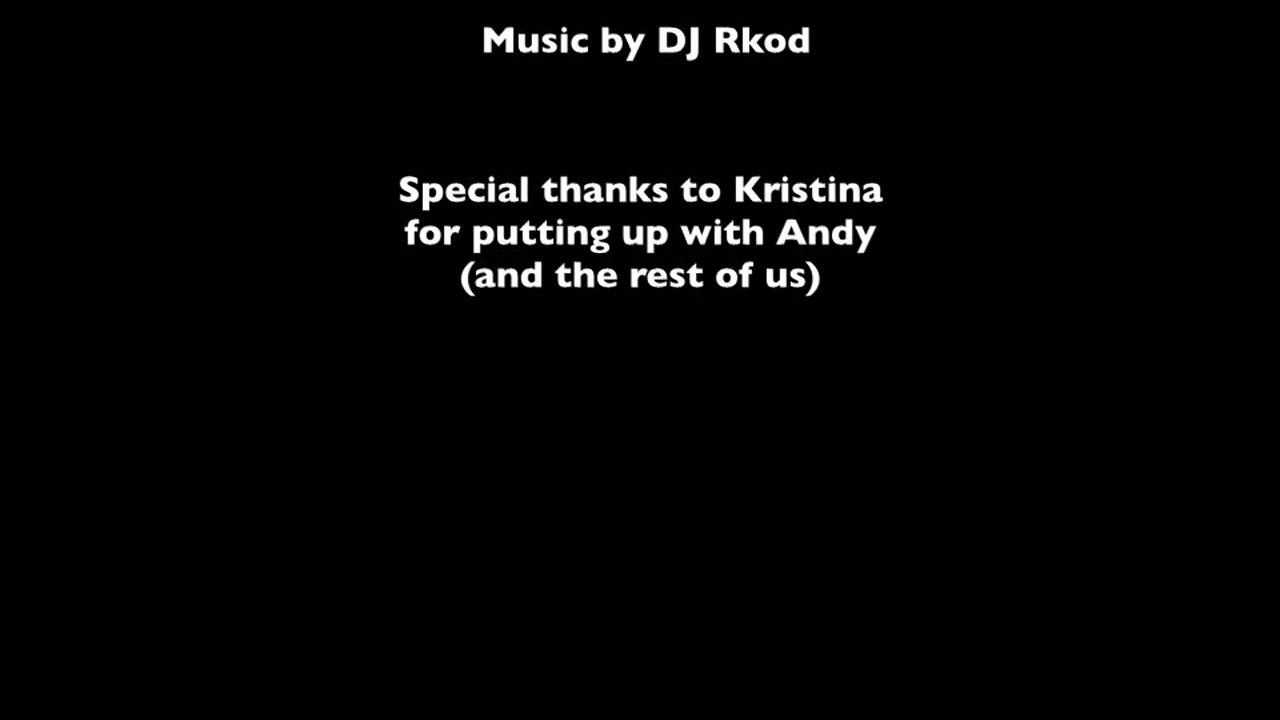 Music by DJ Rkod
Special thanks to Kristina
for putting up with Andy
(and the rest of us)